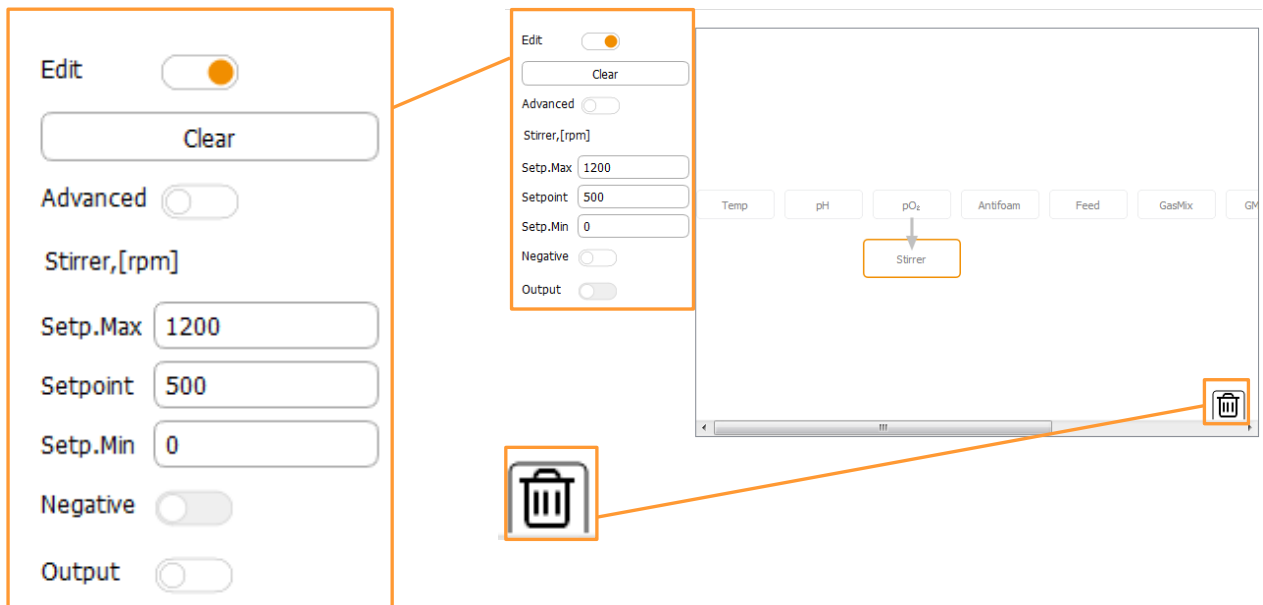 Edit
Clear
Advanced
Stirrer,[rpm]
Setp.Max 1200
Setpoint 500
Setp.Min 0
Negative
Output
Edit
Clear
Advanced
Stirrer,[rpm]
Setp.Max 1200
Setpoint 500
Setp.Min 0
Negative
Output
Temp pH pO₂ Antifoam Feed GasMix GM
Stirrer